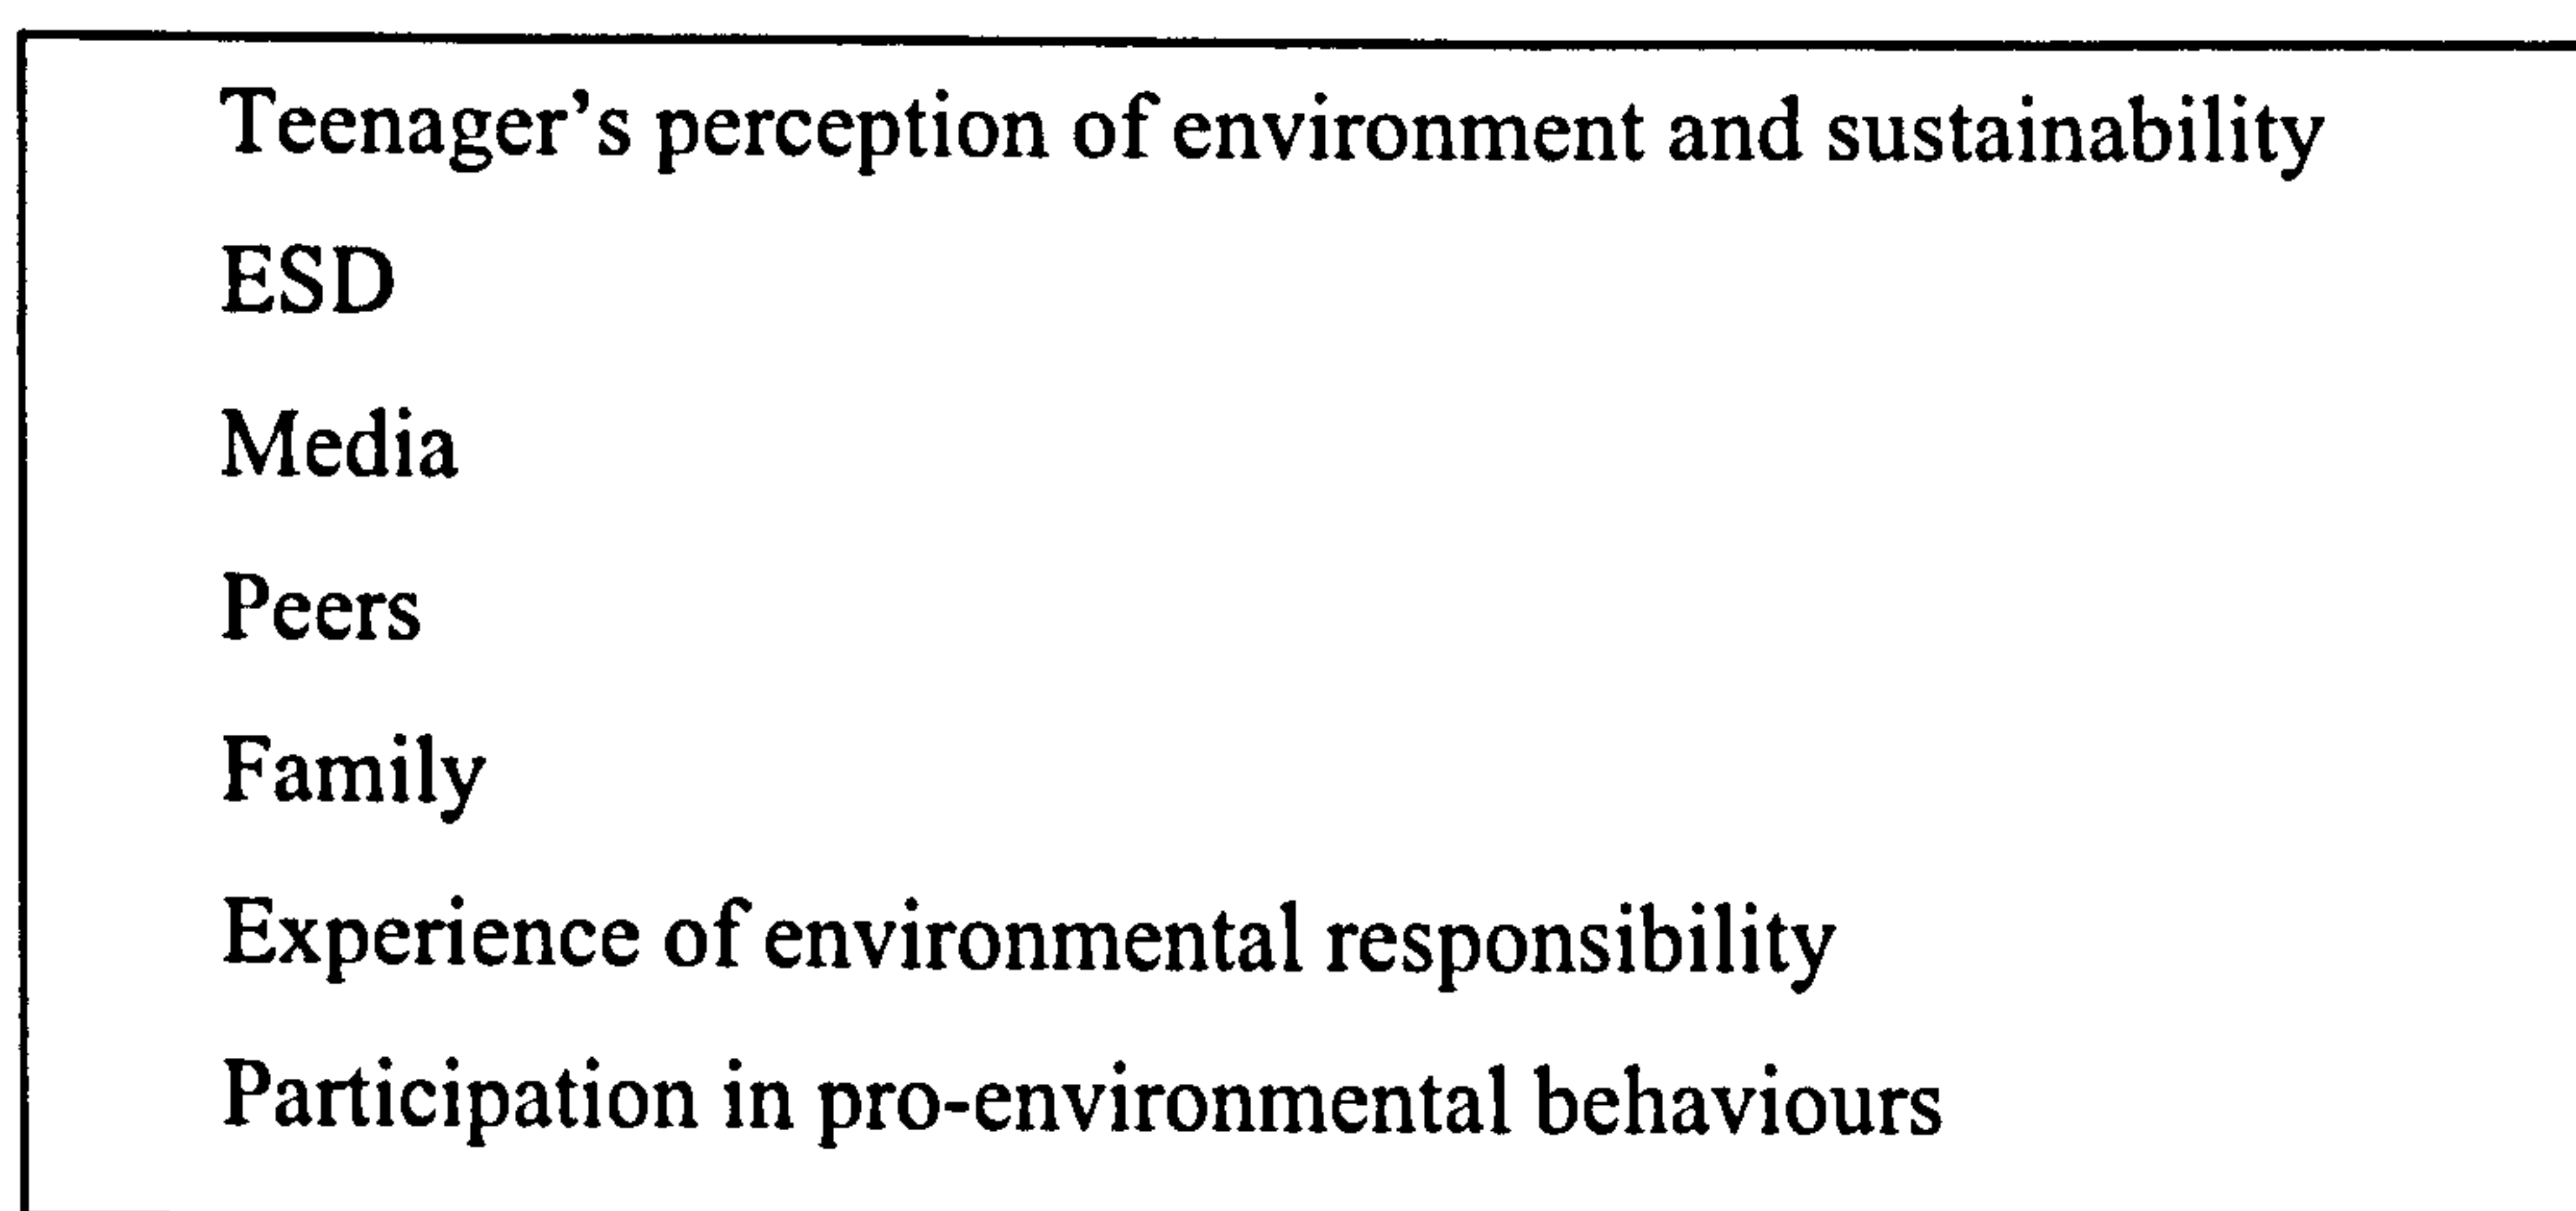 Teenager’s perception of environment and sustainability
ESD
Media
Peers
Family
Experience of environmental responsibility
Participation in pro-environmental behaviours